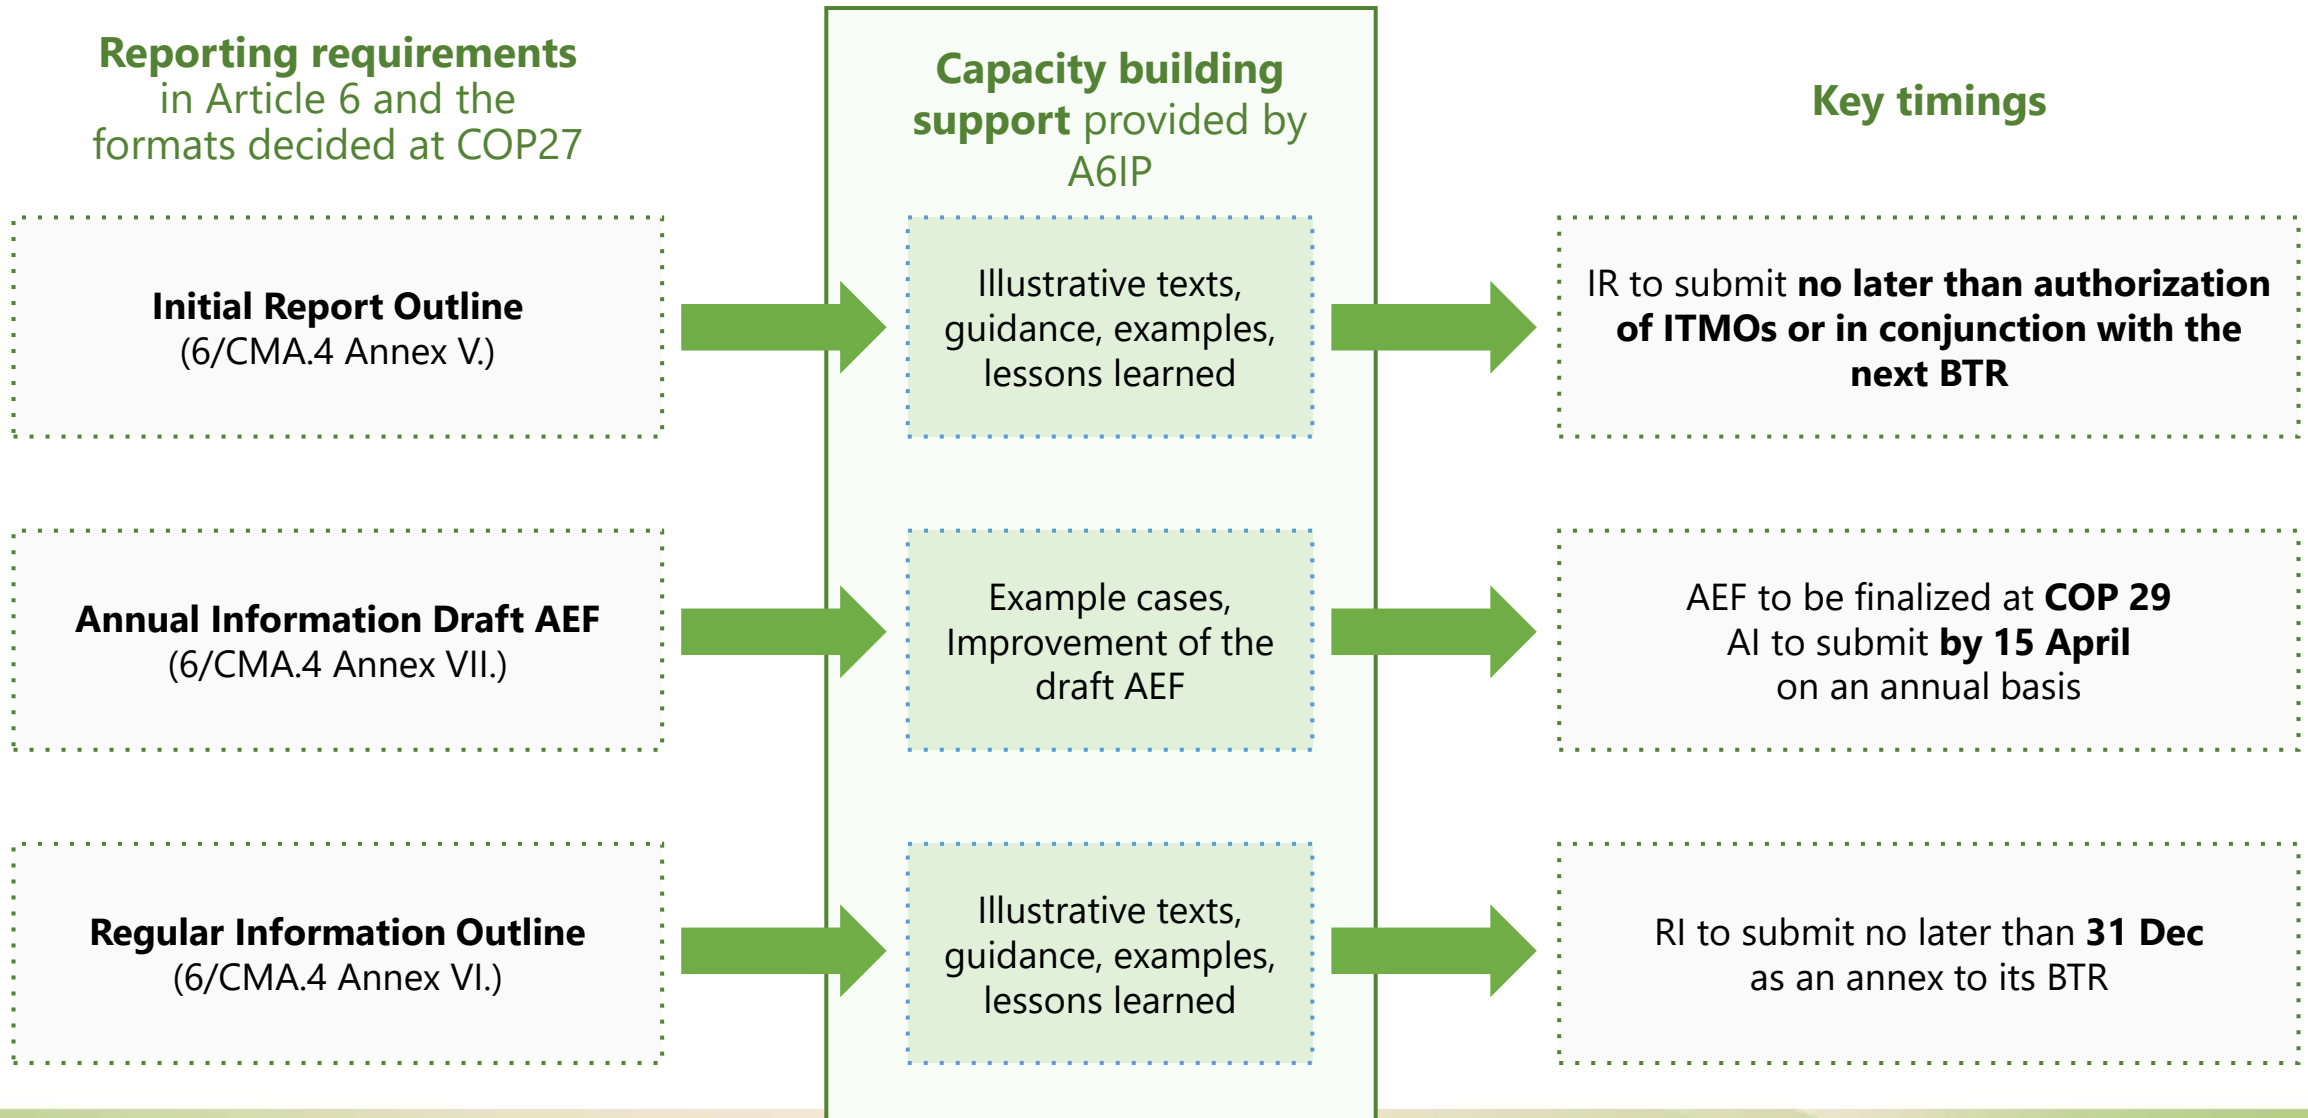 Reporting requirements
in Article 6 and the
formats decided at COP27
Capacity building
support provided by
A6IP
Key timings
Initial Report Outline
(6/CMA.4 Annex V.)
Illustrative texts,
guidance, examples,
lessons learned
IR to submit no later than authorization
of ITMOs or in conjunction with the
next BTR
Annual Information Draft AEF
(6/CMA.4 Annex VII.)
Example cases,
Improvement of the
draft AEF
AEF to be finalized at COP 29
AI to submit by 15 April
on an annual basis
Regular Information Outline
(6/CMA.4 Annex VI.)
Illustrative texts,
guidance, examples,
lessons learned
RI to submit no later than 31 Dec
as an annex to its BTR